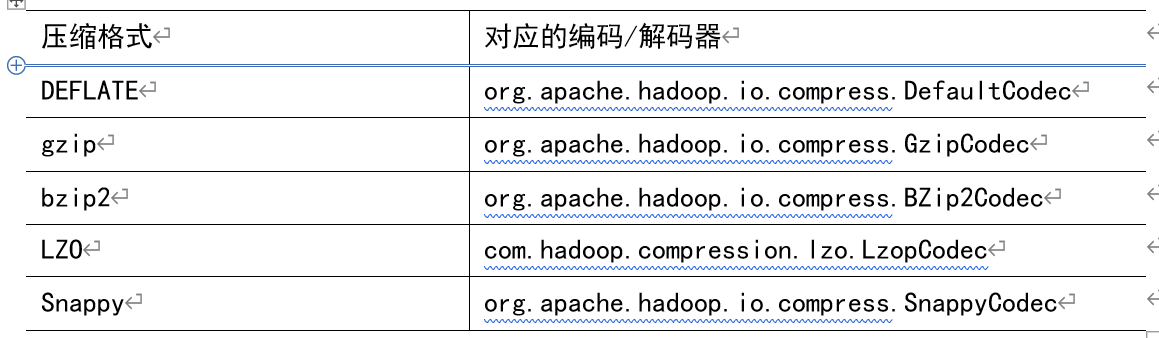 压缩格式 对应的编码/解码器
DEFLATE org.apache.hadoop.io.compress.DefaultCodec
gzip org.apache.hadoop.io.compress.GzipCodec
bzip2 org.apache.hadoop.io.compress.BZip2Codec
LZO com.hadoop.compression.lzo.LzopCodec
Snappy org.apache.hadoop.io.compress.SnappyCodec